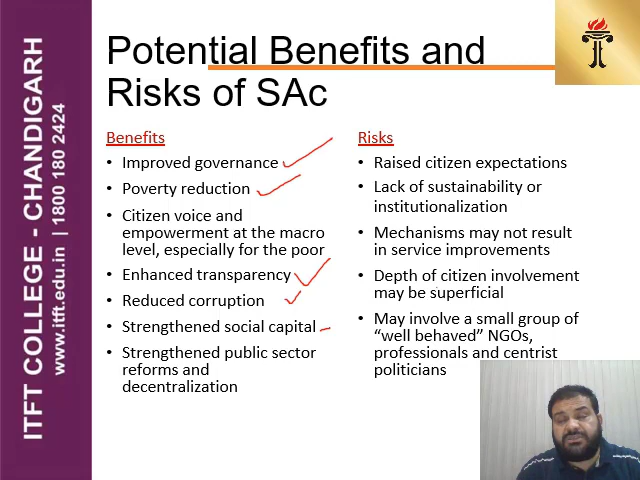 ITFT COLLEGE - CHANDIGARH
www.itft.edu.in | 1800 180 2424
Potential Benefits and
Risks of SAc
Benefits
• Improved governance
• Poverty reduction
• Citizen voice and
empowerment at the macro
level, especially for the poor
• Enhanced transparency
• Reduced corruption
• Strengthened social capital
• Strengthened public sector
reforms and
decentralization
Risks
• Raised citizen expectations
• Lack of sustainability or
institutionalization
• Mechanisms may not result
in service improvements
• Depth of citizen involvement
may be superficial
• May involve a small group of
“well behaved” NGOs,
professionals and centrist
politicians